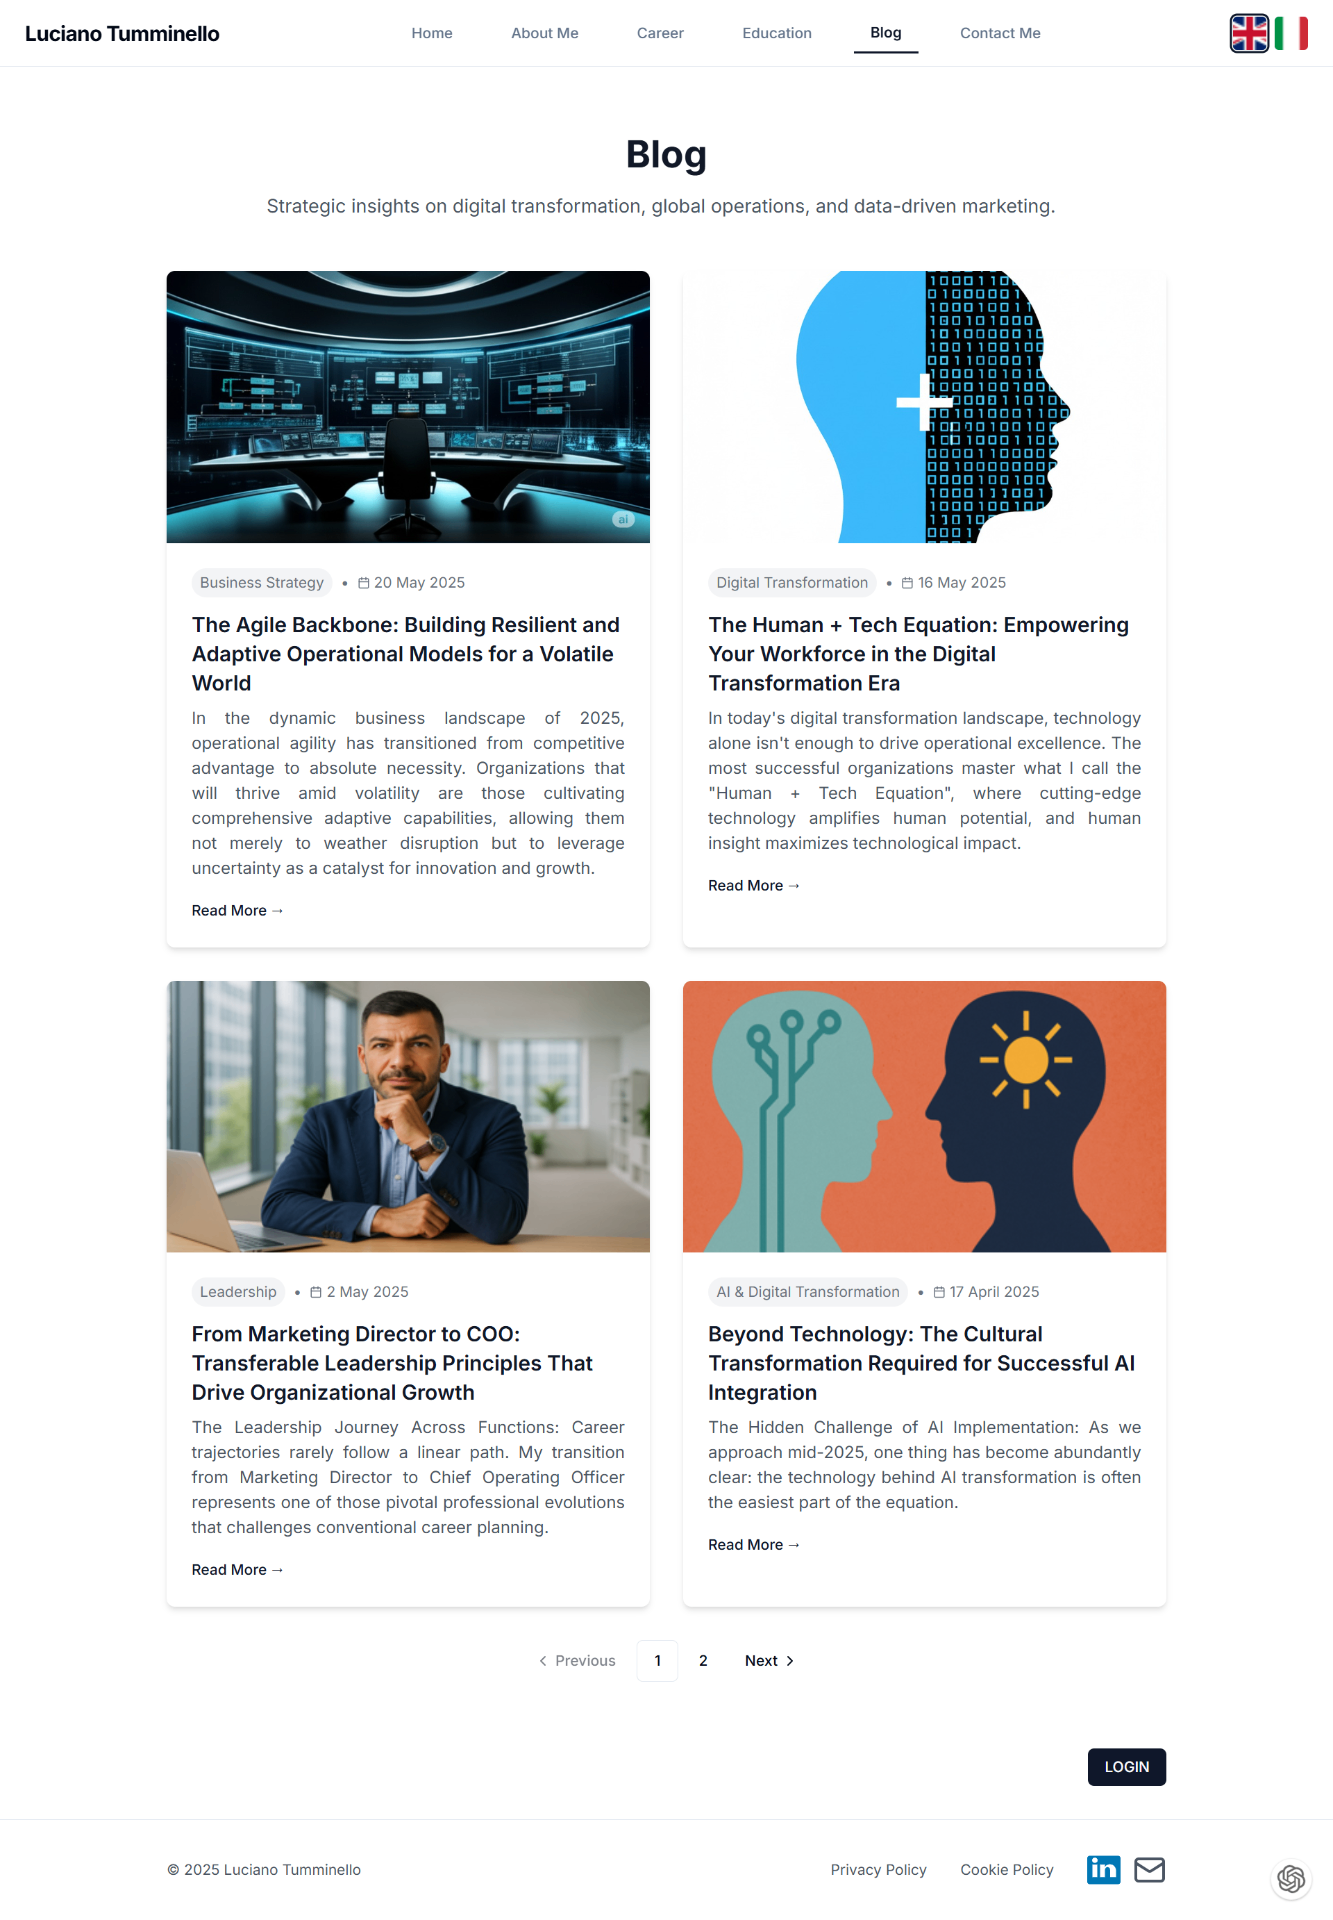 Luciano Tumminello
Home
About Me
Career
Education
Blog
Contact Me
Blog
Strategic insights on digital transformation, global operations, and data-driven marketing.
ai
Business Strategy • 20 May 2025
The Agile Backbone: Building Resilient and
Adaptive Operational Models for a Volatile
World
In the dynamic business landscape of 2025,
operational agility has transitioned from competitive
advantage to absolute necessity. Organizations that
will thrive amid volatility are those cultivating
comprehensive adaptive capabilities, allowing them
not merely to weather disruption but to leverage
uncertainty as a catalyst for innovation and growth.
Read More →
Digital Transformation • 16 May 2025
The Human + Tech Equation: Empowering
Your Workforce in the Digital
Transformation Era
In today's digital transformation landscape, technology
alone isn't enough to drive operational excellence. The
most successful organizations master what I call the
"Human + Tech Equation", where cutting-edge
technology amplifies human potential, and human
insight maximizes technological impact.
Read More →
Leadership • 2 May 2025
From Marketing Director to COO:
Transferable Leadership Principles That
Drive Organizational Growth
The Leadership Journey Across Functions: Career
trajectories rarely follow a linear path. My transition
from Marketing Director to Chief Operating Officer
represents one of those pivotal professional evolutions
that challenges conventional career planning.
Read More →
AI & Digital Transformation • 17 April 2025
Beyond Technology: The Cultural
Transformation Required for Successful AI
Integration
The Hidden Challenge of AI Implementation: As we
approach mid-2025, one thing has become abundantly
clear: the technology behind AI transformation is often
the easiest part of the equation.
Read More →
Previous
1
2
Next
LOGIN
© 2025 Luciano Tumminello
Privacy Policy
Cookie Policy
in